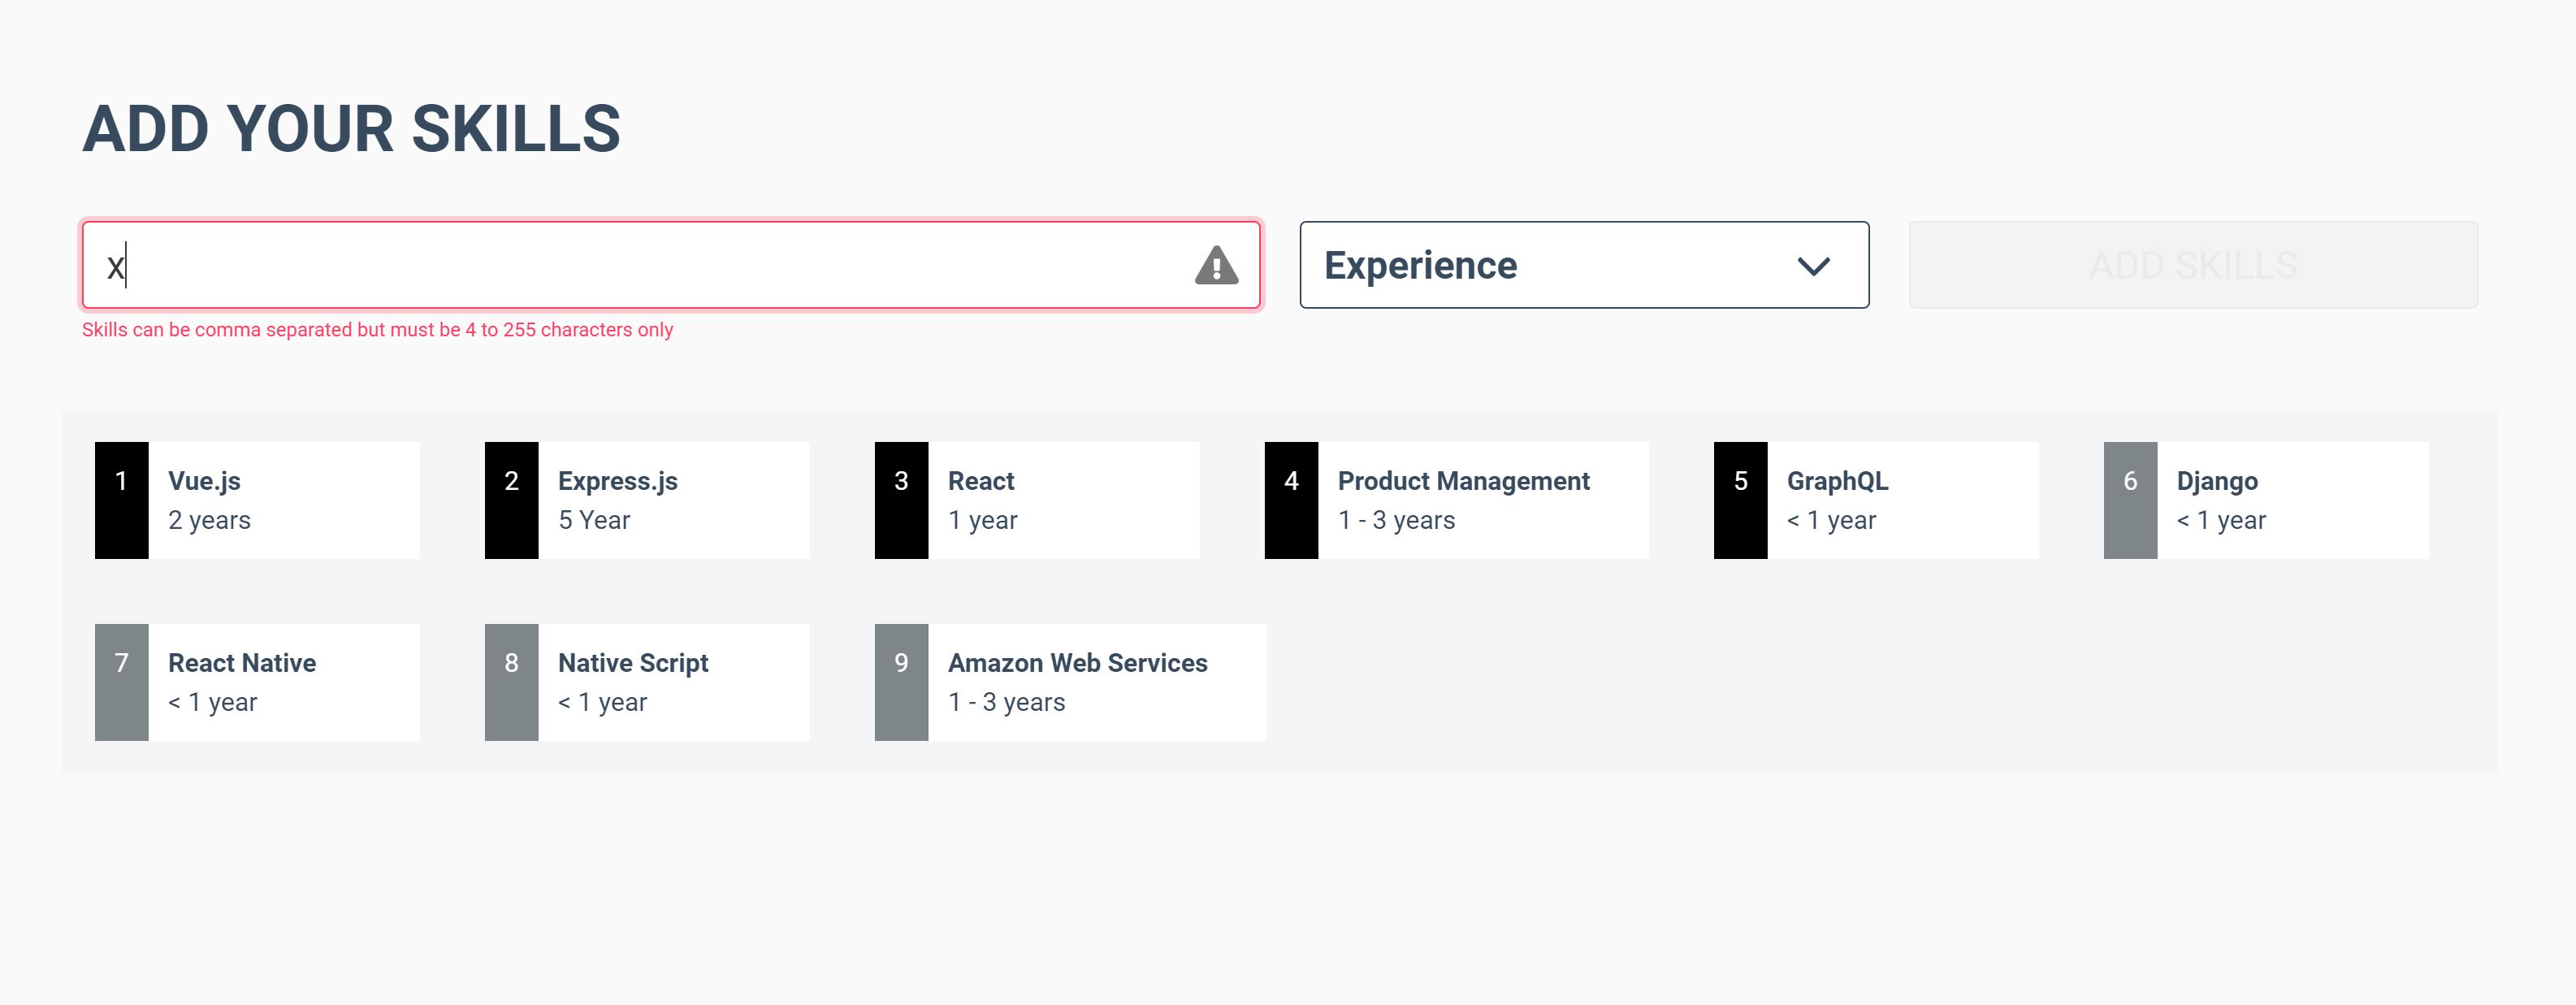 ADD YOUR SKILLS
x
Experience
ADD SKILLS
Skills can be comma separated but must be 4 to 255 characters only
1
Vue.js
2 years
2
Express.js
5 Year
3
React
1 year
4
Product Management
1 - 3 years
5
GraphQL
< 1 year
6
Django
< 1 year
7
React Native
< 1 year
8
Native Script
< 1 year
9
Amazon Web Services
1 - 3 years